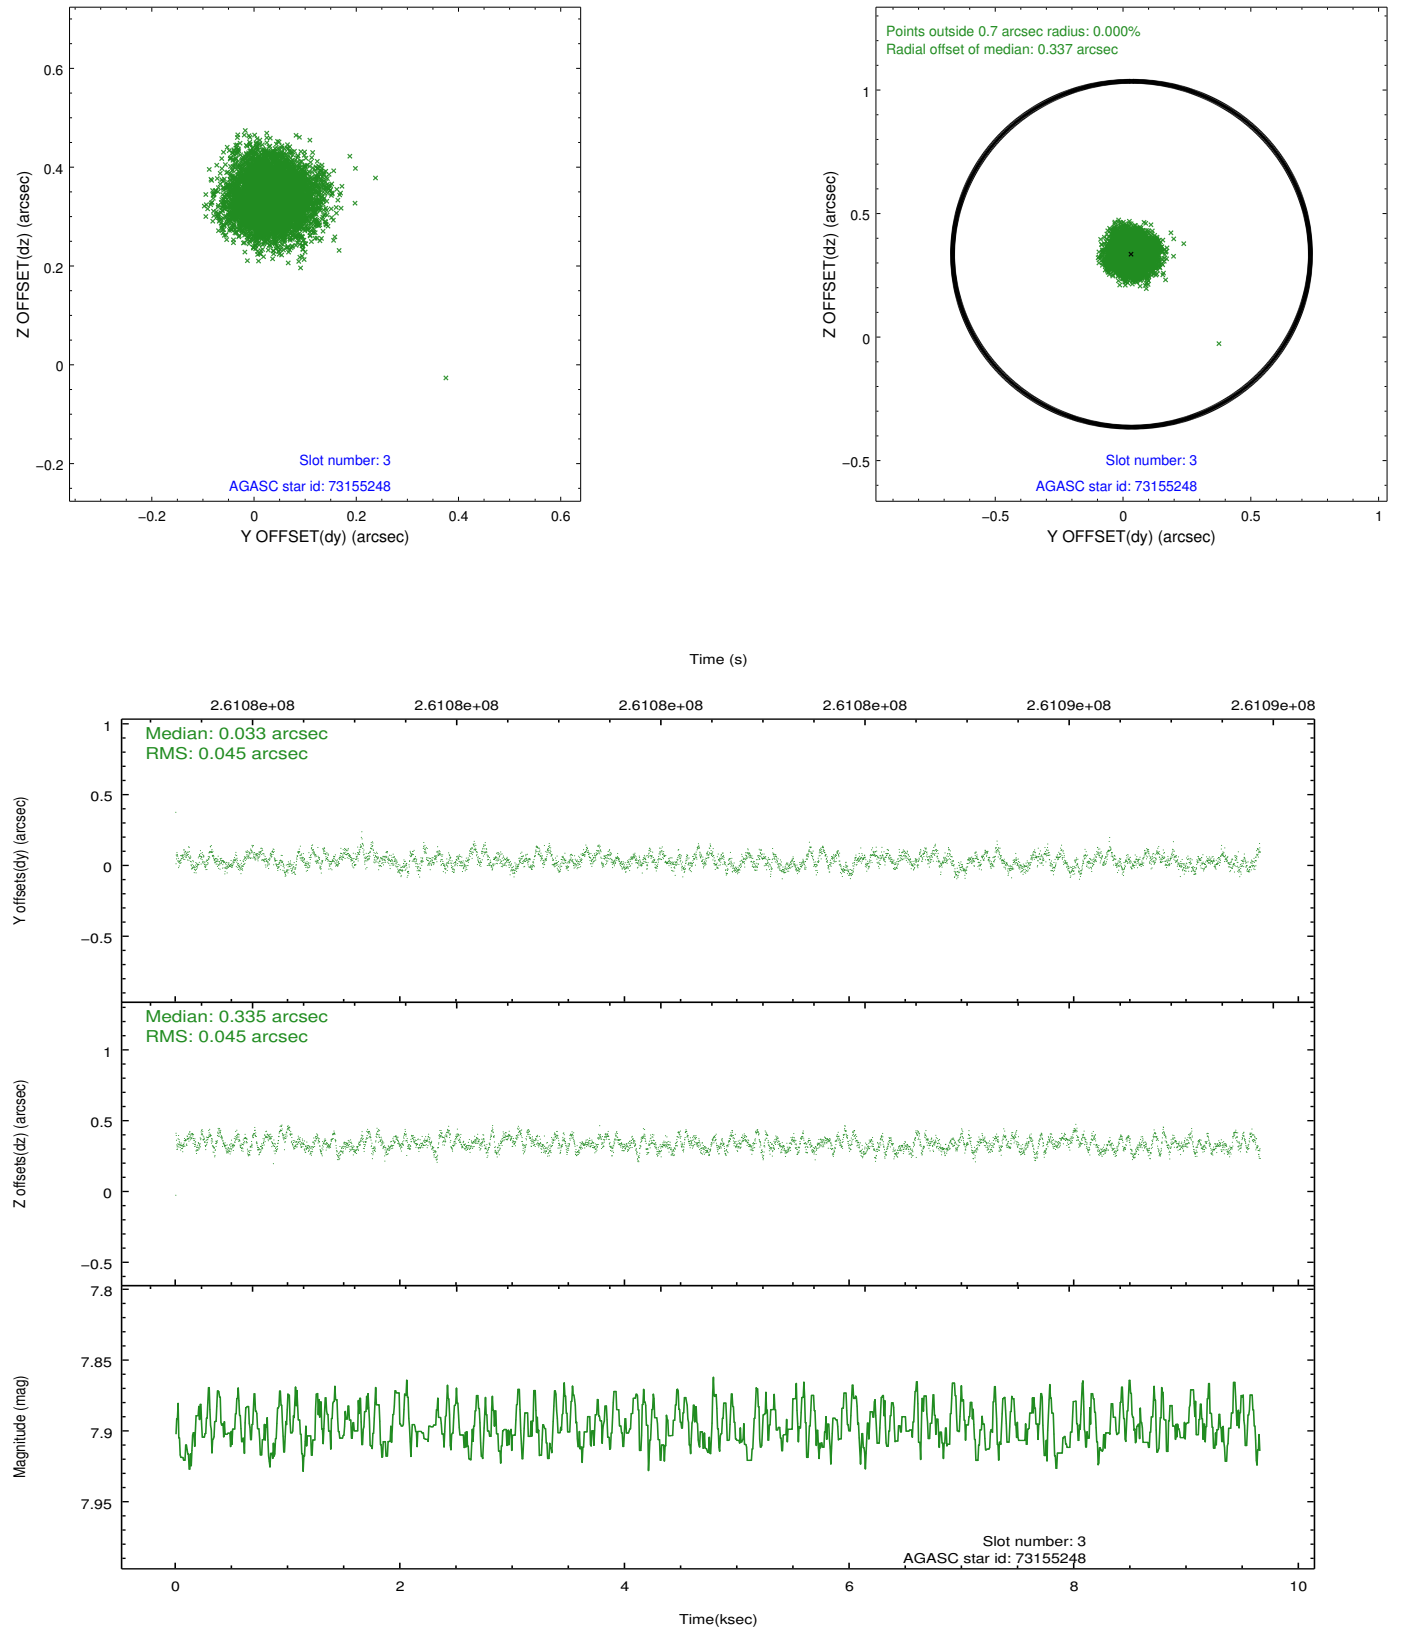 0.6
0.4
0.2
0
−0.2
Z OFFSET(dz) (arcsec)
−0.2 0 0.2 0.4 0.6
Y OFFSET(dy) (arcsec)
Slot number: 3
AGASC star id: 73155248
Points outside 0.7 arcsec radius: 0.000%
Radial offset of median: 0.337 arcsec
1
0.5
0
−0.5
Z OFFSET(dz) (arcsec)
−0.5 0 0.5 1
Y OFFSET(dy) (arcsec)
Slot number: 3
AGASC star id: 73155248
Time (s)
2.6108e+08 2.6108e+08 2.6108e+08 2.6108e+08 2.6109e+08 2.6109e+08
Median: 0.033 arcsec
RMS: 0.045 arcsec
1
0.5
0
−0.5
Y offsets(dy) (arcsec)
Median: 0.335 arcsec
RMS: 0.045 arcsec
1
0.5
0
−0.5
Z offsets(dz) (arcsec)
7.8
7.85
7.9
7.95
Magnitude (mag)
Slot number: 3
AGASC star id: 73155248
0 2 4 6 8 10
Time(ksec)